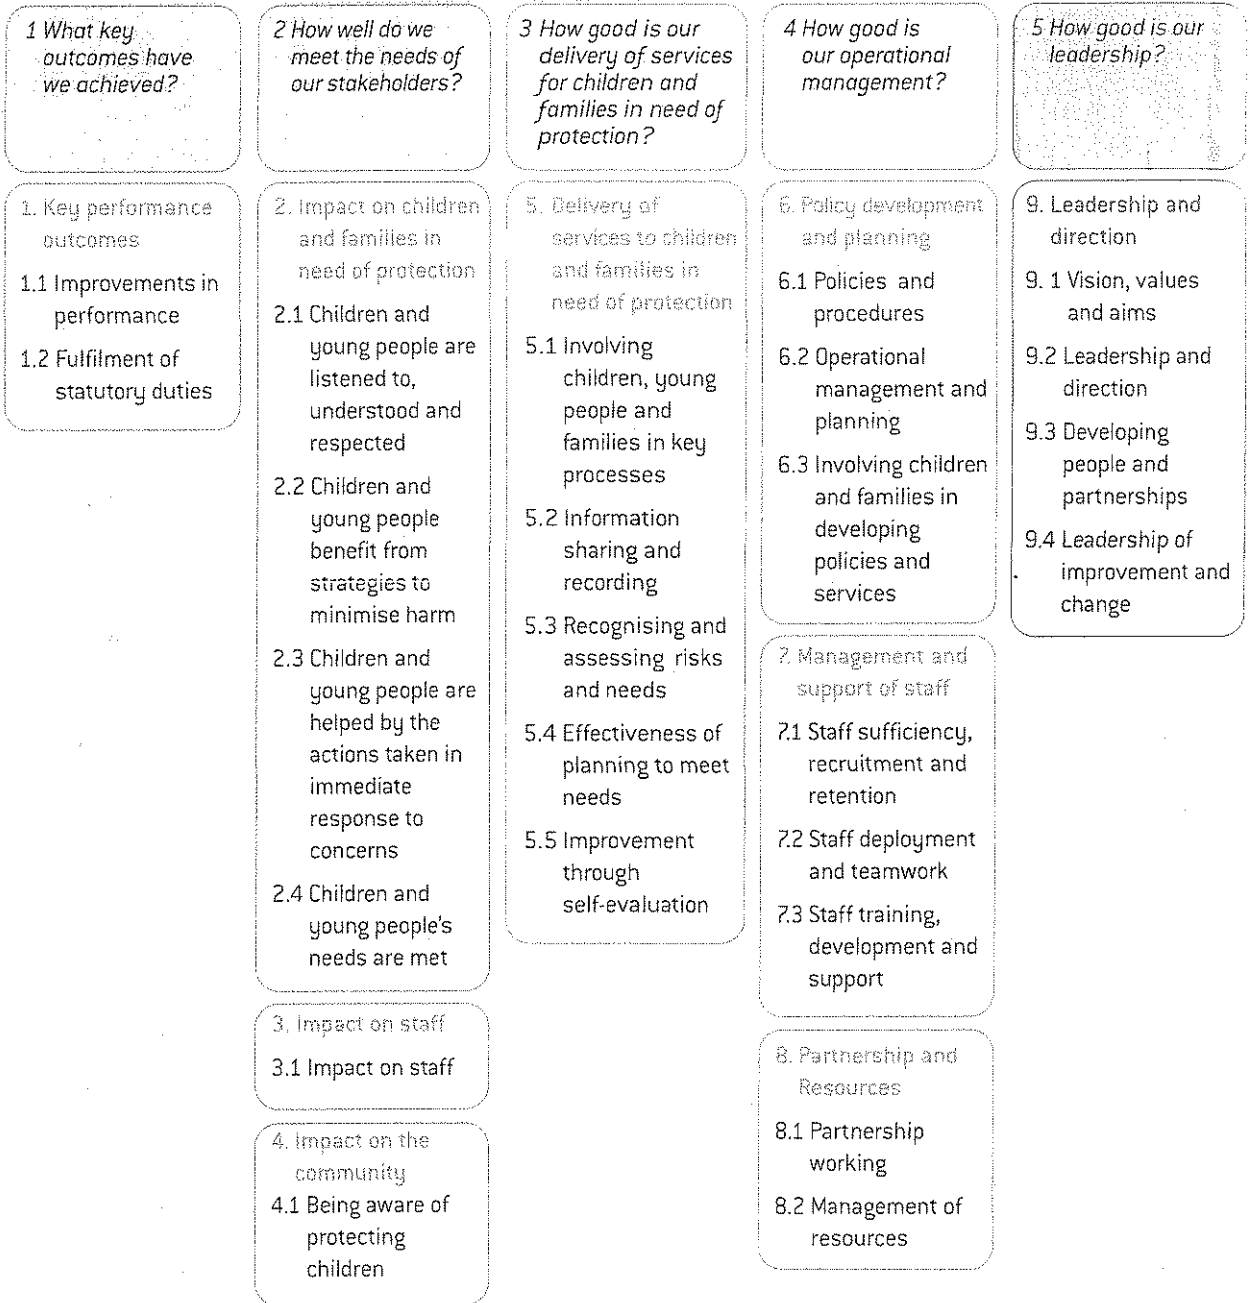 1 What key
outcomes have
we achieved?
1. Key performance
outcomes
1.1 Improvements in
performance
1.2 Fulfilment of
statutory duties
2 How well do we
meet the needs of
our stakeholders?
2. Impact on children
and families in
need of protection
2.1 Children and
young people are
listened to,
understood and
respected
2.2 Children and
young people
benefit from
strategies to
minimise harm
2.3 Children and
young people are
helped by the
actions taken in
immediate
response to
concerns
2.4 Children and
young people's
needs are met
3. Impact on staff
3.1 Impact on staff
4. Impact on the
community
4.1 Being aware of
protecting
children
3 How good is our
delivery of services
for children and
families in need of
protection?
5. Delivery of
services to children
and families in
need of protection
5.1 Involving
children, young
people and
families in key
processes
5.2 Information
sharing and
recording
5.3 Recognising and
assessing risks
and needs
5.4 Effectiveness of
planning to meet
needs
5.5 Improvement
through
self-evaluation
4 How good is
our operational
management?
6. Policy development
and planning
6.1 Policies and
procedures
6.2 Operational
management and
planning
6.3 Involving children
and families in
developing
policies and
services
7. Management and
support of staff
7.1 Staff sufficiency,
recruitment and
retention
7.2 Staff deployment
and teamwork
7.3 Staff training,
development and
support
8. Partnership and
Resources
8.1 Partnership
working
8.2 Management of
resources
5 How good is our
leadership?
9. Leadership and
direction
9. 1 Vision, values
and aims
9.2 Leadership and
direction
9.3 Developing
people and
partnerships
9.4 Leadership of
improvement and
change